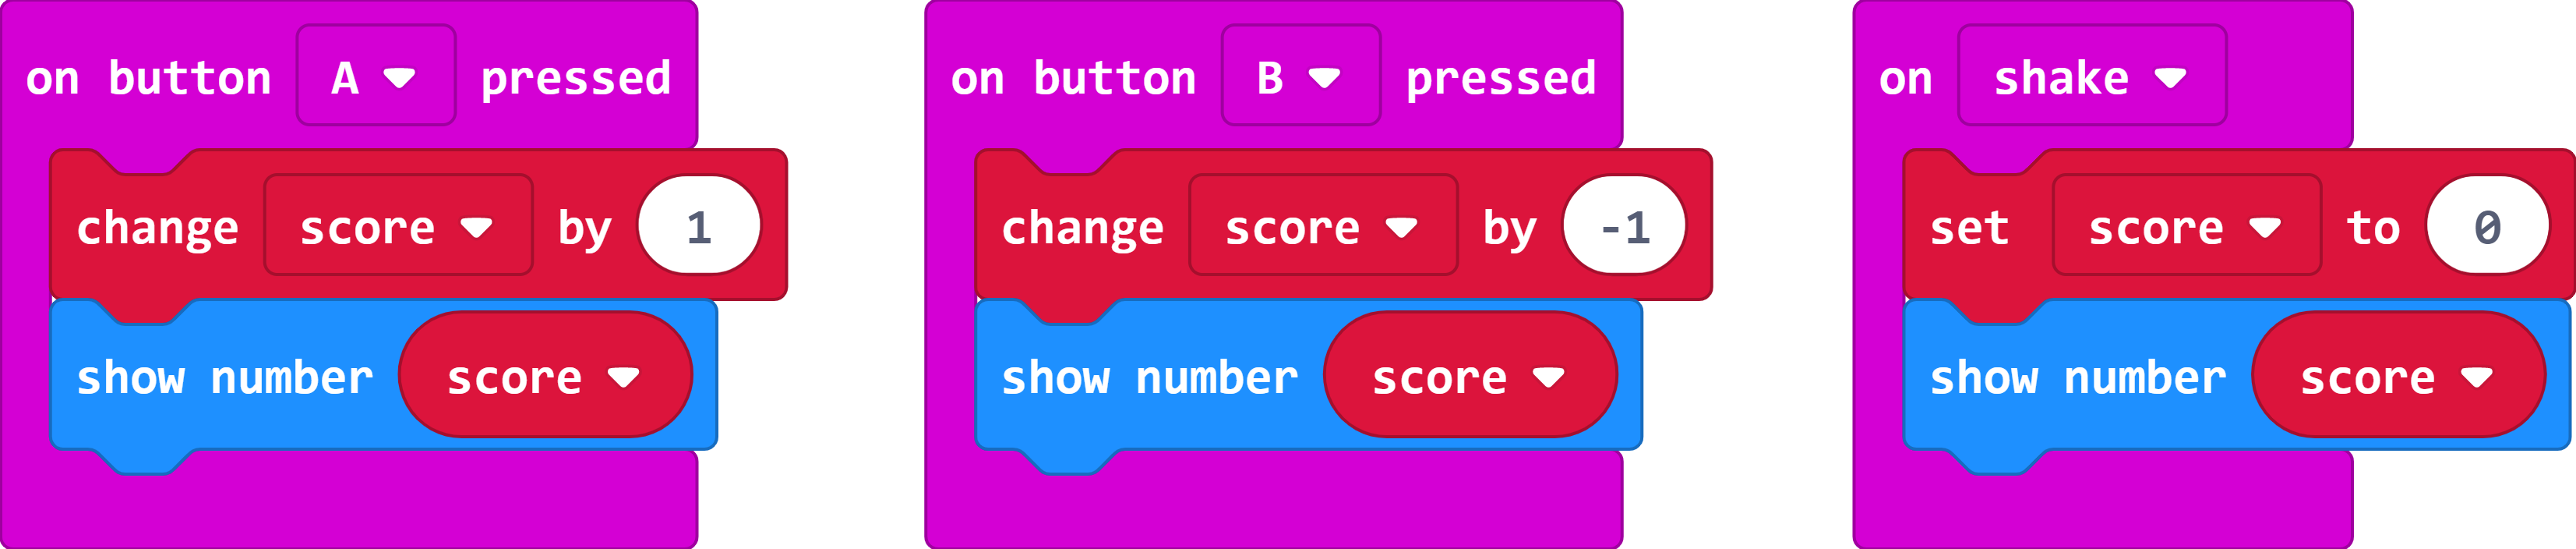 on button A pressed
change score by 1
show number score
on button B pressed
change score by -1
show number score
on shake
set score to 0
show number score